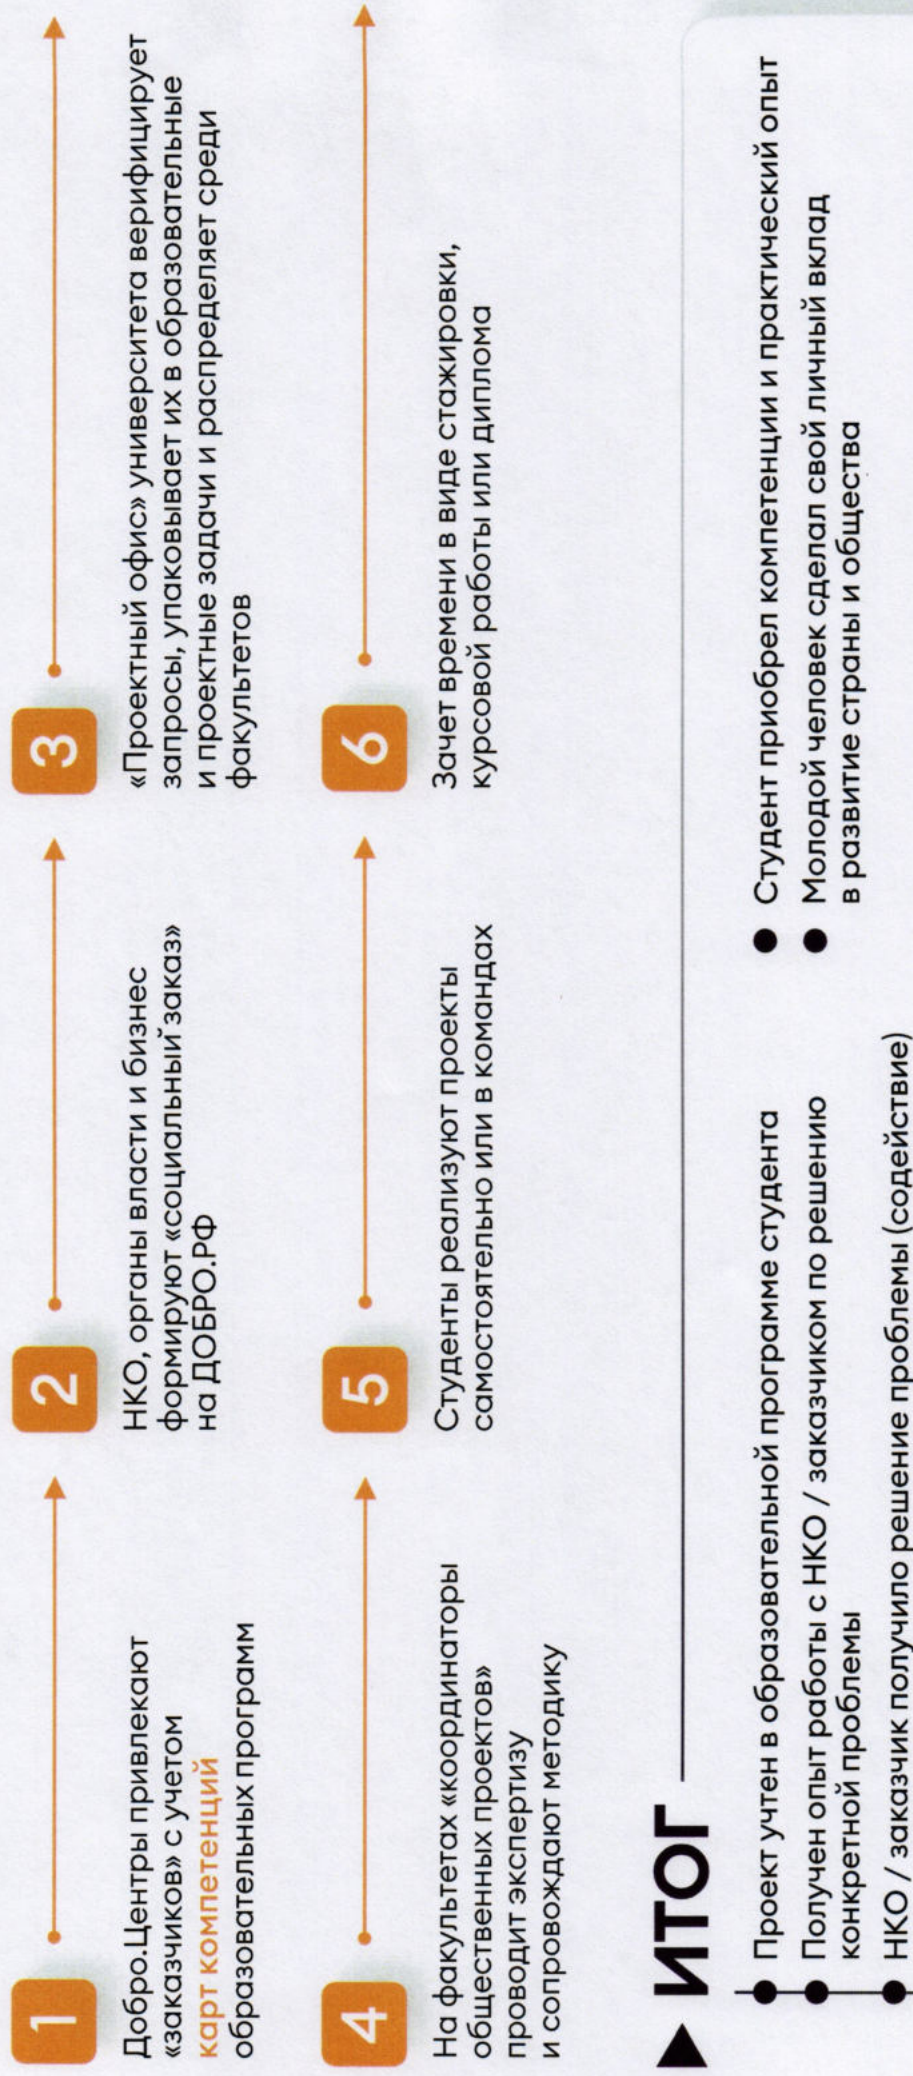 1
Добро.Центры привлекают
«заказчиков» с учетом
карт компетенций
образовательных программ
2
НКО, органы власти и бизнес
формируют «социальный заказ»
на ДОБРО.РФ
3
«Проектный офис» университета верифицирует
запросы, упаковывает их в образовательные
и проектные задачи и распределяет среди
факультетов
4
На факультетах «координаторы
общественных проектов»
проводит экспертизу
и сопровождают методику
5
Студенты реализуют проекты
самостоятельно или в командах
6
Зачет времени в виде стажировки,
курсовой работы или диплома
ИТОГ
Проект учтен в образовательной программе студента
Получен опыт работы с НКО / заказчиком по решению
конкретной проблемы
НКО / заказчик получило решение проблемы (содействие)
Студент приобрел компетенции и практический опыт
Молодой человек сделал свой личный вклад
в развитие страны и общества